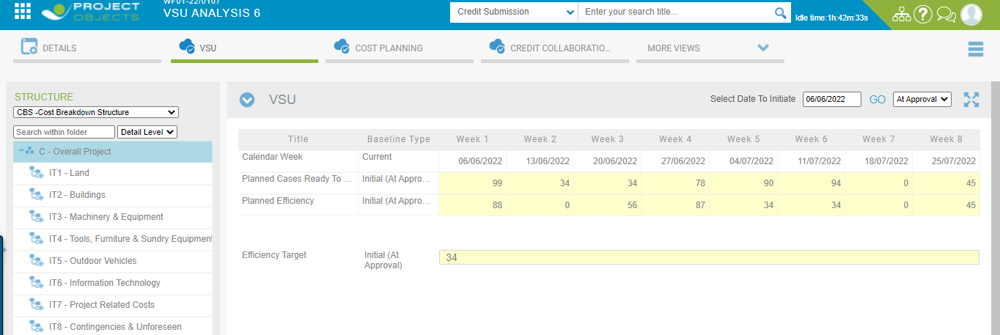 PROJECT
OBJECTS
WF01-22/0107
VSU ANALYSIS 6
Credit Submission
Enter your search title...
Idle time:1h:42m:33s
DETAILS
VSU
COST PLANNING
CREDIT COLLABORATIO...
MORE VIEWS
STRUCTURE
CBS -Cost Breakdown Structure
Search within folder
Detail Level
C - Overall Project
IT1 - Land
IT2 - Buildings
IT3 - Machinery & Equipment
IT4 - Tools, Furniture & Sundry Equipment
IT5 - Outdoor Vehicles
IT6 - Information Technology
IT7 - Project Related Costs
IT8 - Contingencies & Unforeseen
VSU
Select Date To Initiate 06/06/2022 GO At Approval
Title Baseline Type Week 1 Week 2 Week 3 Week 4 Week 5 Week 6 Week 7 Week 8
Calendar Week Current 06/06/2022 13/06/2022 20/06/2022 27/06/2022 04/07/2022 11/07/2022 18/07/2022 25/07/2022
Planned Cases Ready To ... Initial (At Appro... 99 34 34 78 90 94 0 45
Planned Efficiency Initial (At Appro... 88 0 56 87 34 34 0 45
Efficiency Target Initial (At 34
Approval)